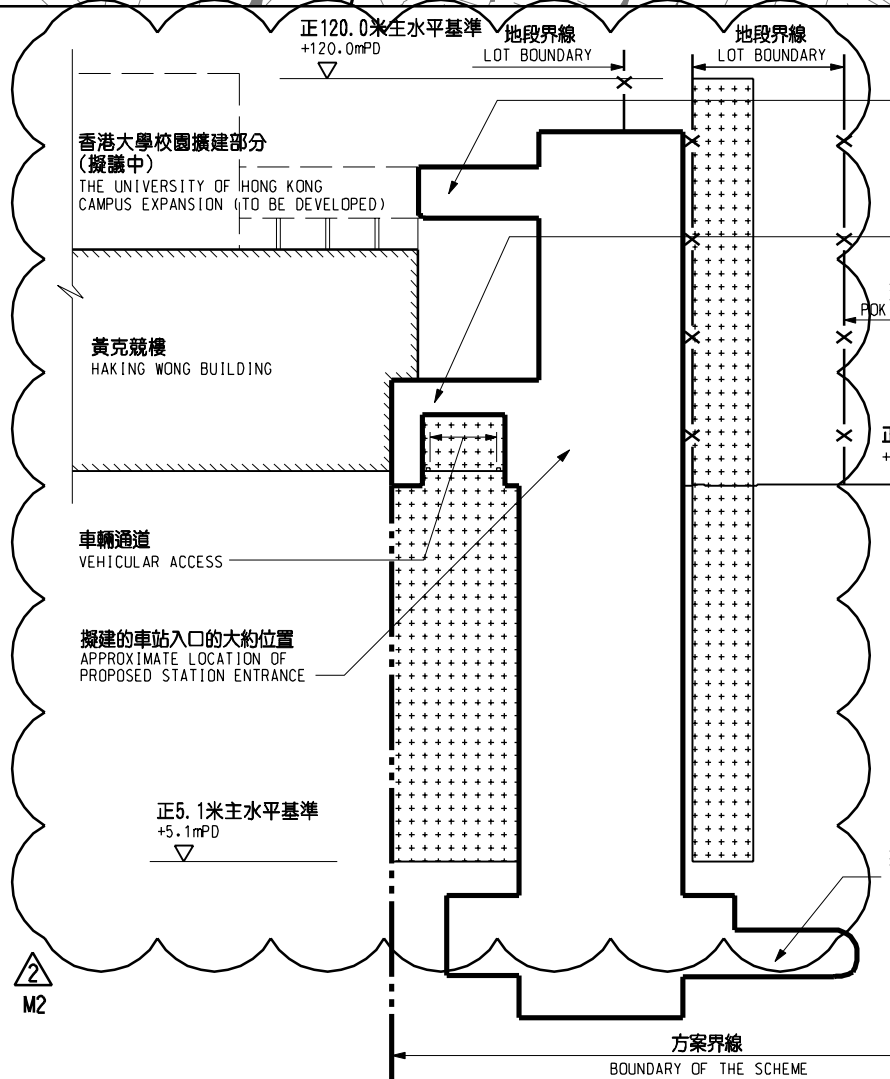 正120.0米主水平基準
+120.0mPD
地段界線
LOT BOUNDARY
地段界線
LOT BOUNDARY
香港大學校園擴建部分
(擬議中)
THE UNIVERSITY OF HONG KONG
CAMPUS EXPANSION (TO BE DEVELOPED)
黃克競樓
HAKING WONG BUILDING
POK
正
+
車輛通道
VEHICULAR ACCESS
擬建的車站入口的大約位置
APPROXIMATE LOCATION OF
PROPOSED STATION ENTRANCE
正5.1米主水平基準
+5.1mPD
2
M2
方案界線
BOUNDARY OF THE SCHEME